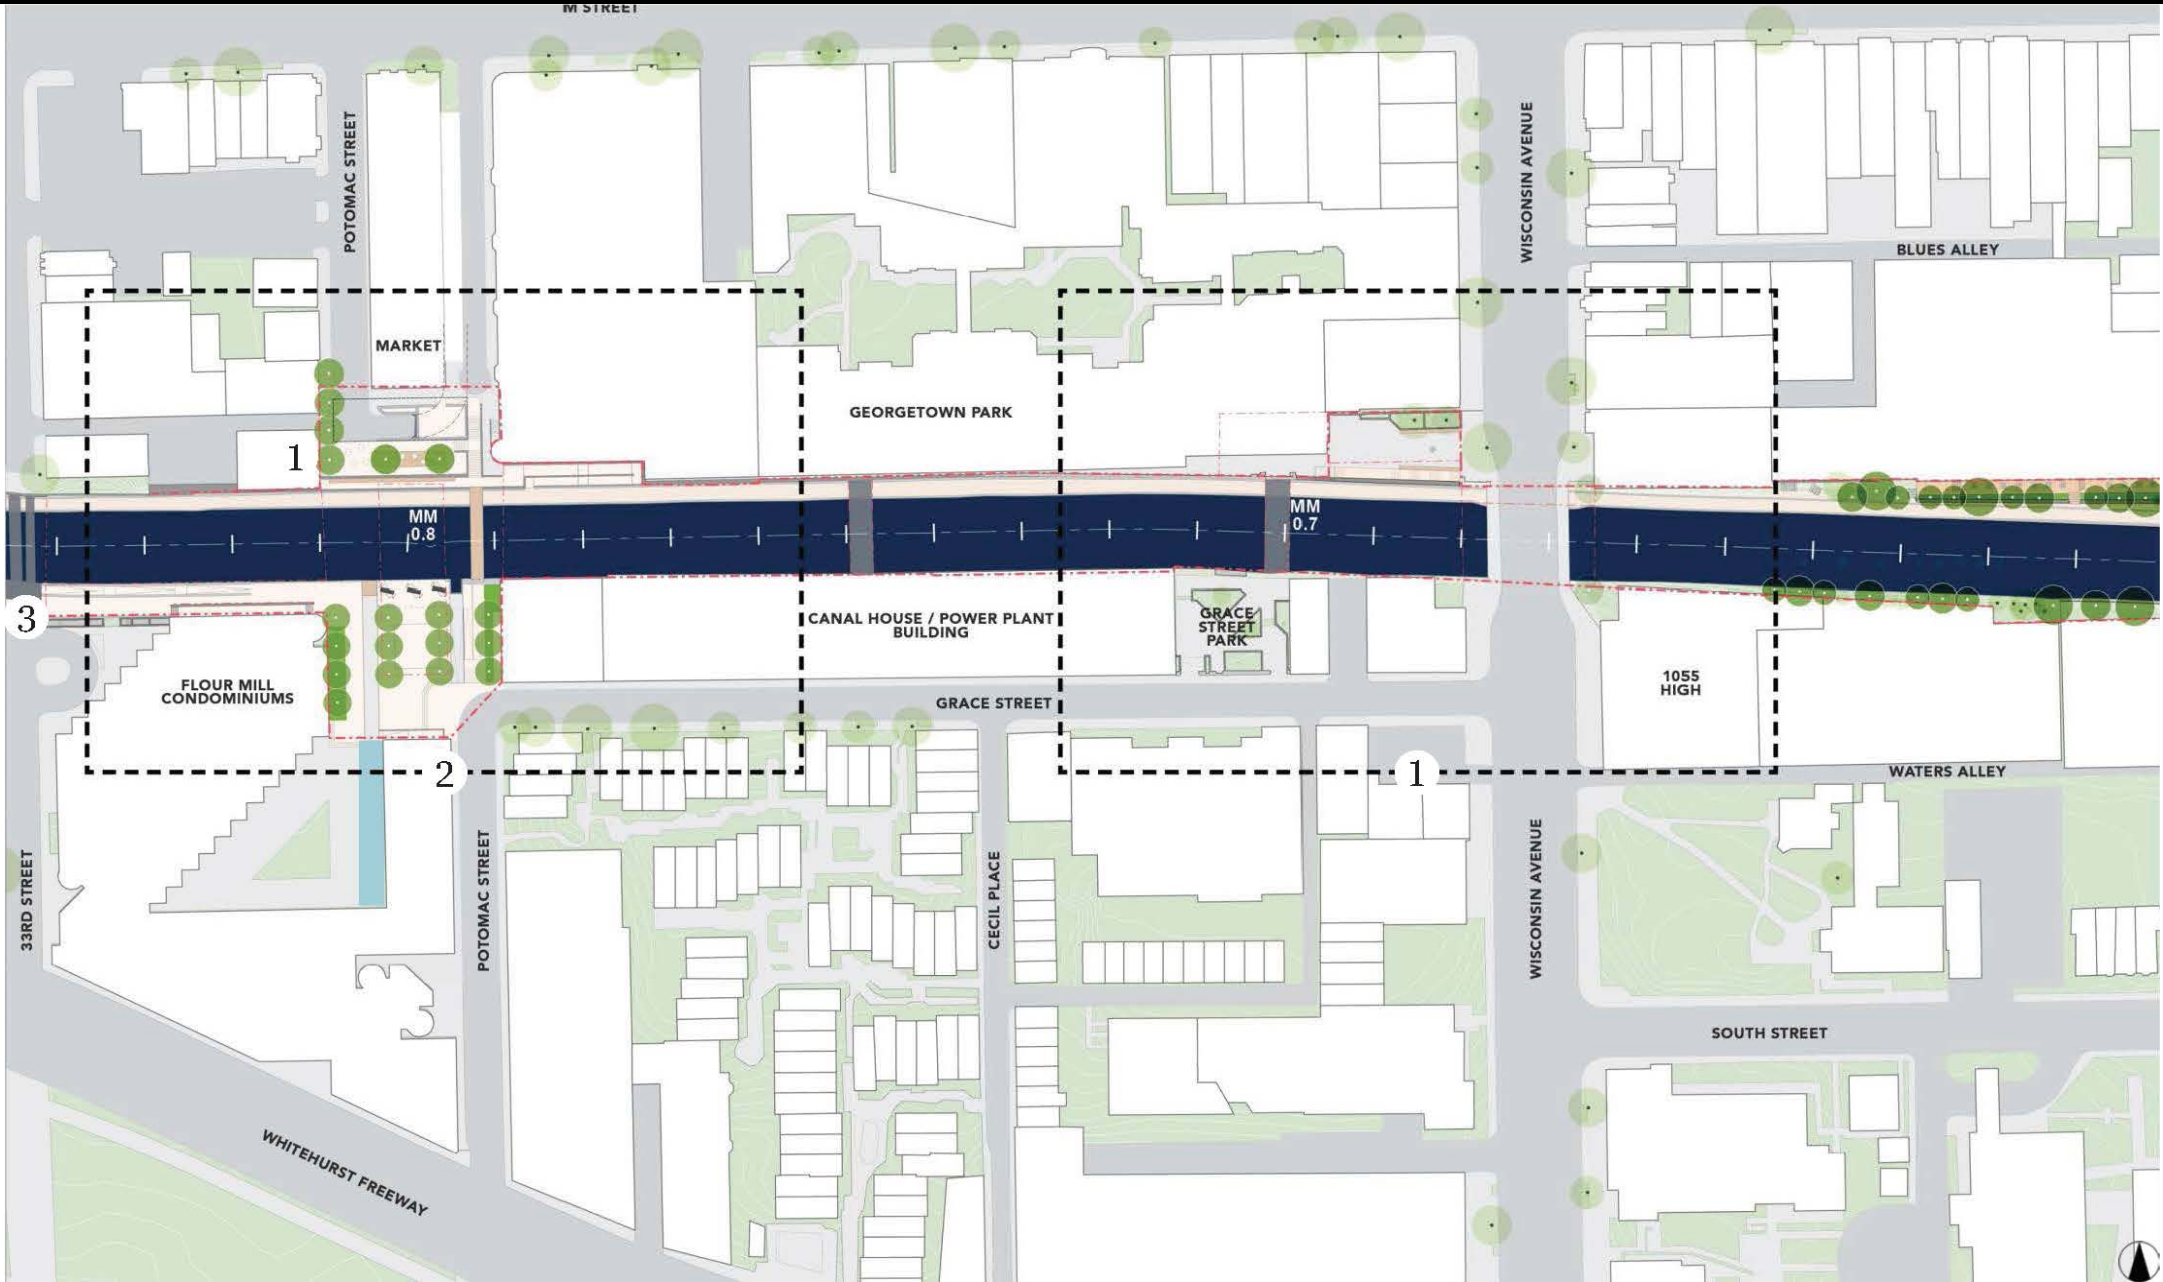 M STREET
POTOMAC STREET
WISCONSIN AVENUE
BLUES ALLEY
MARKET
GEORGETOWN PARK
1
MM
0.8
MM
0.7
3
CANAL HOUSE / POWER PLANT
BUILDING
GRACE
STREET
PARK
FLOUR MILL
CONDOMINIUMS
1055
HIGH
GRACE STREET
2
1
WATERS ALLEY
33RD STREET
POTOMAC STREET
CECIL PLACE
WISCONSIN AVENUE
SOUTH STREET
WHITEHURST FREEWAY